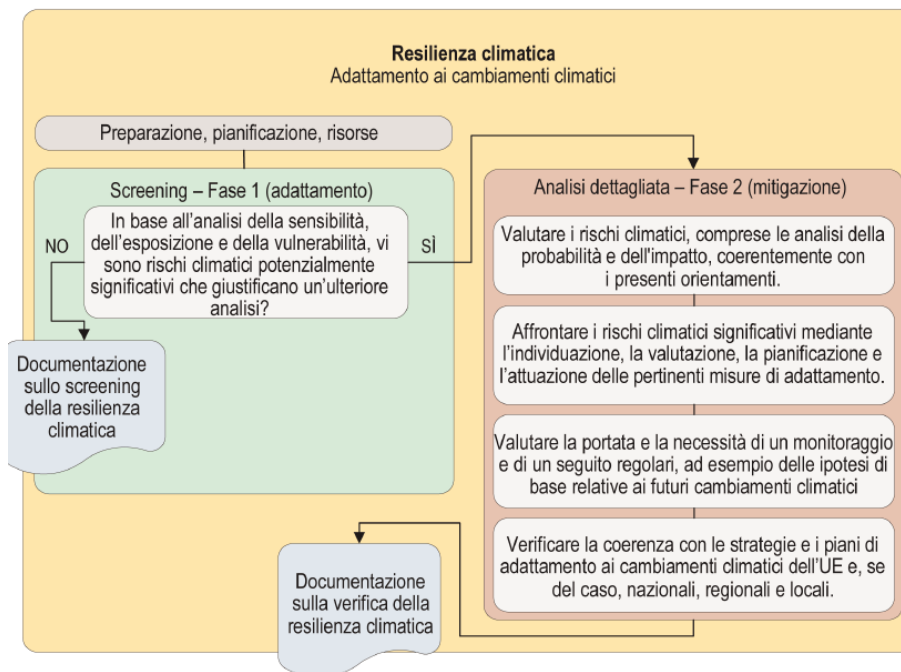 Resilienza climatica
Adattamento ai cambiamenti climatici
Preparazione, pianificazione, risorse
Screening – Fase 1 (adattamento)
In base all'analisi della sensibilità,
dell'esposizione e della vulnerabilità, vi
sono rischi climatici potenzialmente
significativi che giustificano un'ulteriore
analisi?
NO
SÌ
Documentazione
sullo screening
della resilienza
climatica
Analisi dettagliata – Fase 2 (mitigazione)
Valutare i rischi climatici, comprese le analisi della
probabilità e dell'impatto, coerentemente con
i presenti orientamenti.
Affrontare i rischi climatici significativi mediante
l'individuazione, la valutazione, la pianificazione e
l'attuazione delle pertinenti misure di adattamento.
Valutare la portata e la necessità di un monitoraggio
e di un seguito regolari, ad esempio delle ipotesi di
base relative ai futuri cambiamenti climatici
Verificare la coerenza con le strategie e i piani di
adattamento ai cambiamenti climatici dell'UE e, se
del caso, nazionali, regionali e locali.
Documentazione
sulla verifica della
resilienza climatica